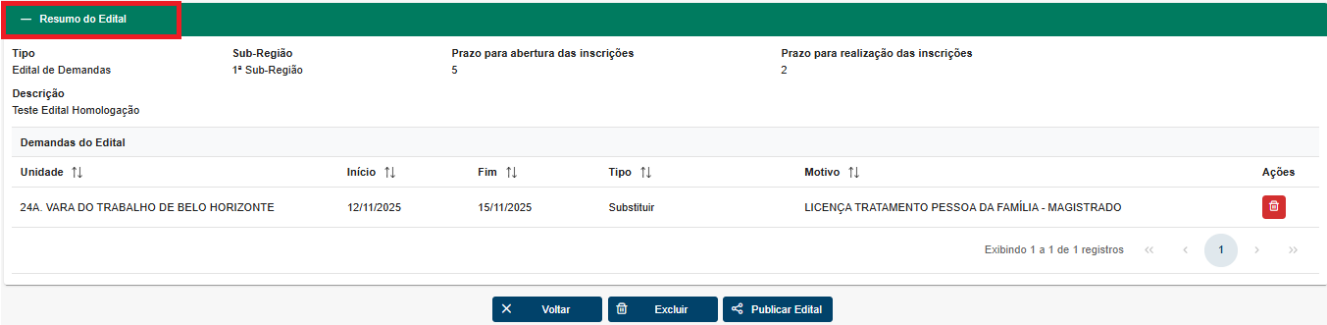 — Resumo do Edital
Tipo Sub-Região Prazo para abertura das inscrições Prazo para realização das inscrições
Edital de Demandas 1ª Sub-Região 5 2
Descrição
Teste Edital Homologação
Demandas do Edital
Unidade ↑↓ Início ↑↓ Fim ↑↓ Tipo ↑↓ Motivo ↑↓ Ações
24A. VARA DO TRABALHO DE BELO HORIZONTE 12/11/2025 15/11/2025 Substituir LICENÇA TRATAMENTO PESSOA DA FAMÍLIA - MAGISTRADO
Exibindo 1 a 1 de 1 registros << < 1 > >>
Voltar Excluir Publicar Edital